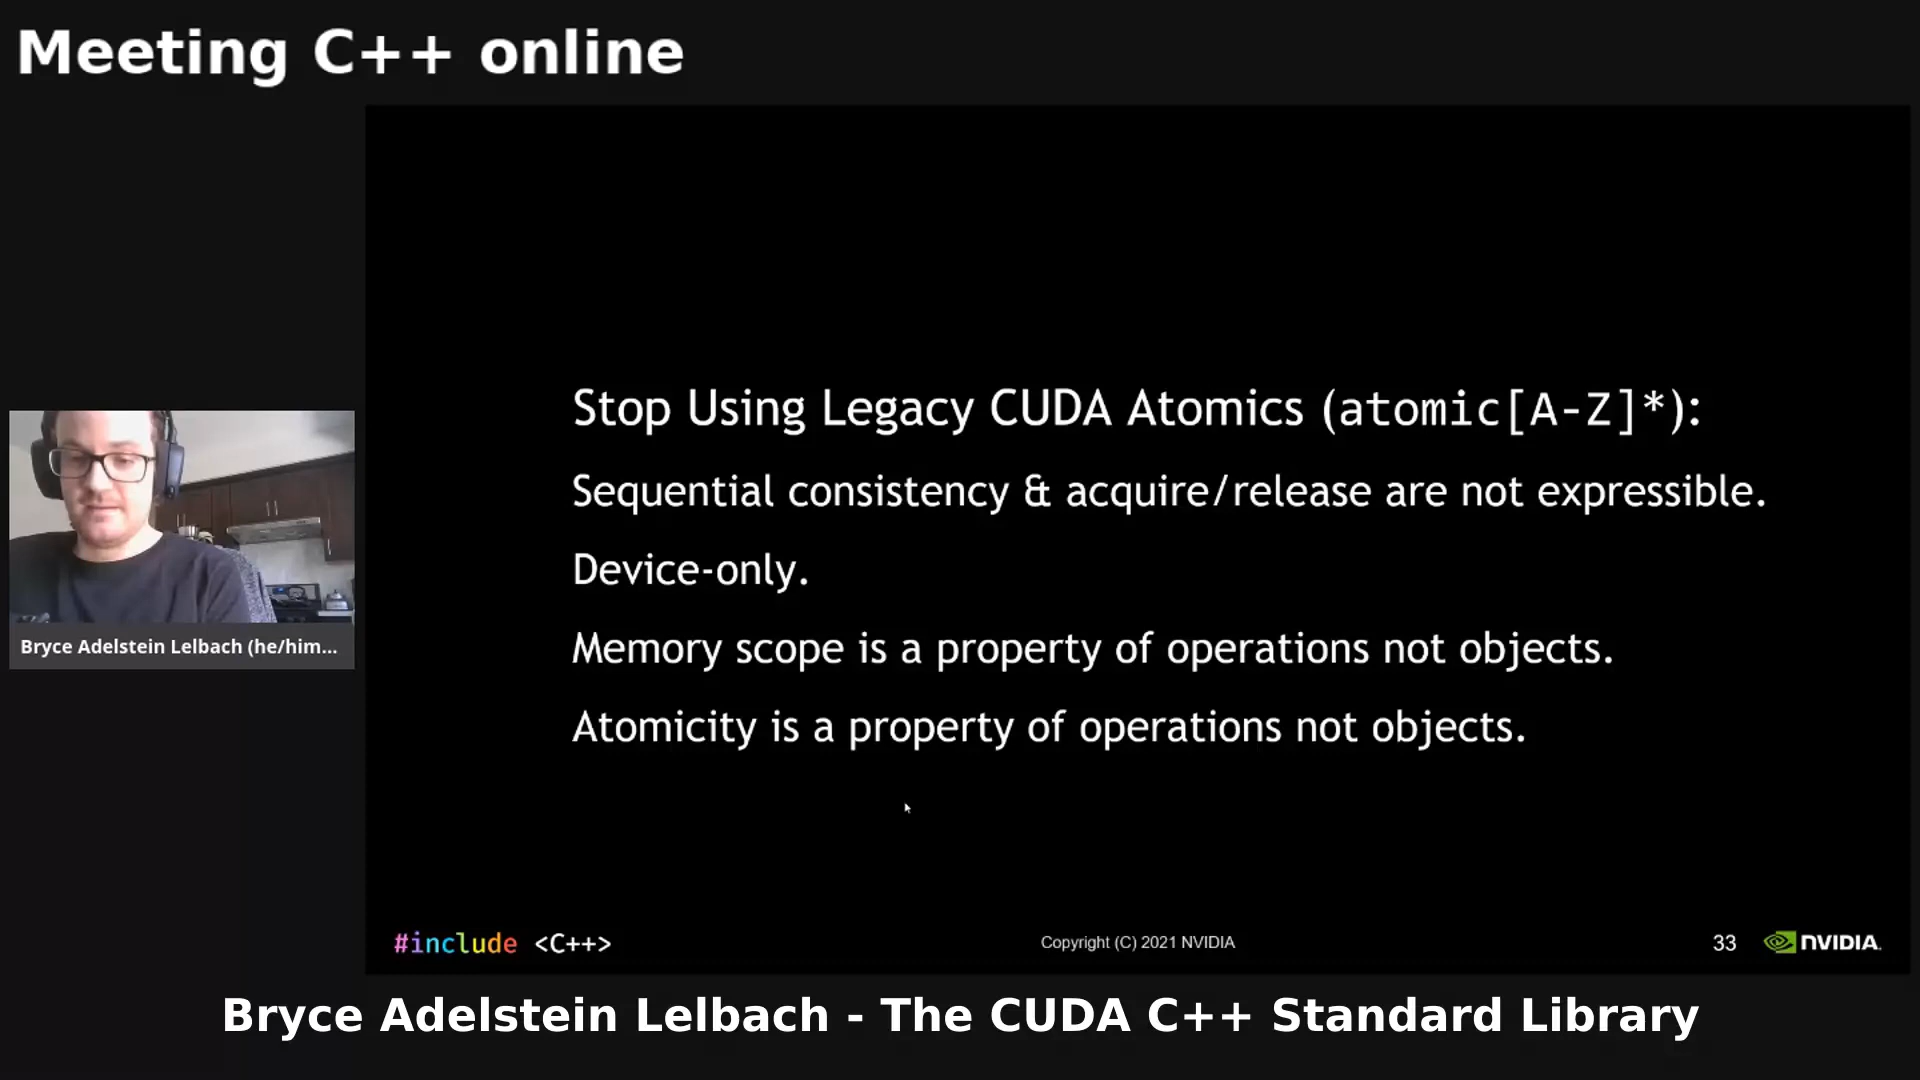 Meeting C++ online
Stop Using Legacy CUDA Atomics (atomic[A-Z]*):
Sequential consistency & acquire/release are not expressible.
Device-only.
Memory scope is a property of operations not objects.
Atomicity is a property of operations not objects.
Bryce Adelstein Lelbach (he/him...
#include <C++>
Copyright (C) 2021 NVIDIA
33
NVIDIA.
Bryce Adelstein Lelbach - The CUDA C++ Standard Library